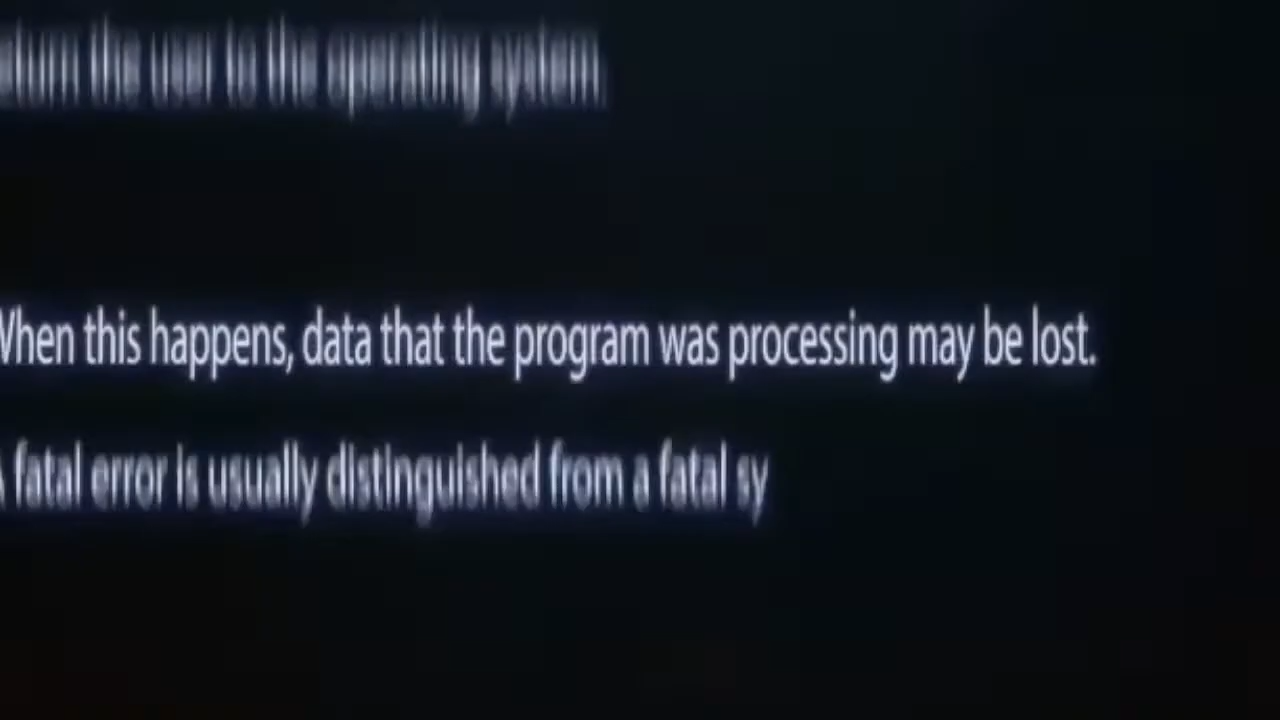 the user to the operating system
When this happens, data that the program was processing may be lost.
A fatal error is usually distinguished from a fatal sy